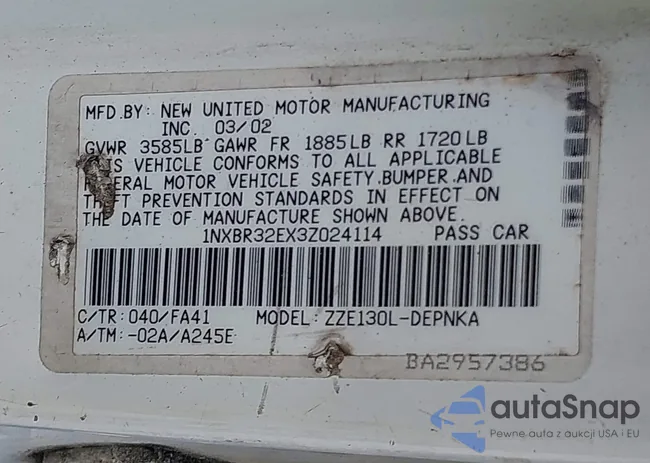 MFD.BY: NEW UNITED MOTOR MANUFACTURING
INC. 03/02
GVWR 3585LB GAWR FR 1885LB RR 1720LB
VEHICLE CONFORMS TO ALL APPLICABLE
MOTOR VEHICLE SAFETY,BUMPER,AND
PREVENTION STANDARDS IN EFFECT ON
THE DATE OF MANUFACTURE SHOWN ABOVE.
1NXBR32EX3Z024114 PASS CAR
C/TR: 040/FA41 MODEL: ZZE130L-DEPNKA
A/TM: -02A/A245E
BA2957386
autaSnap
Pewne auta z aukcji USA i EU